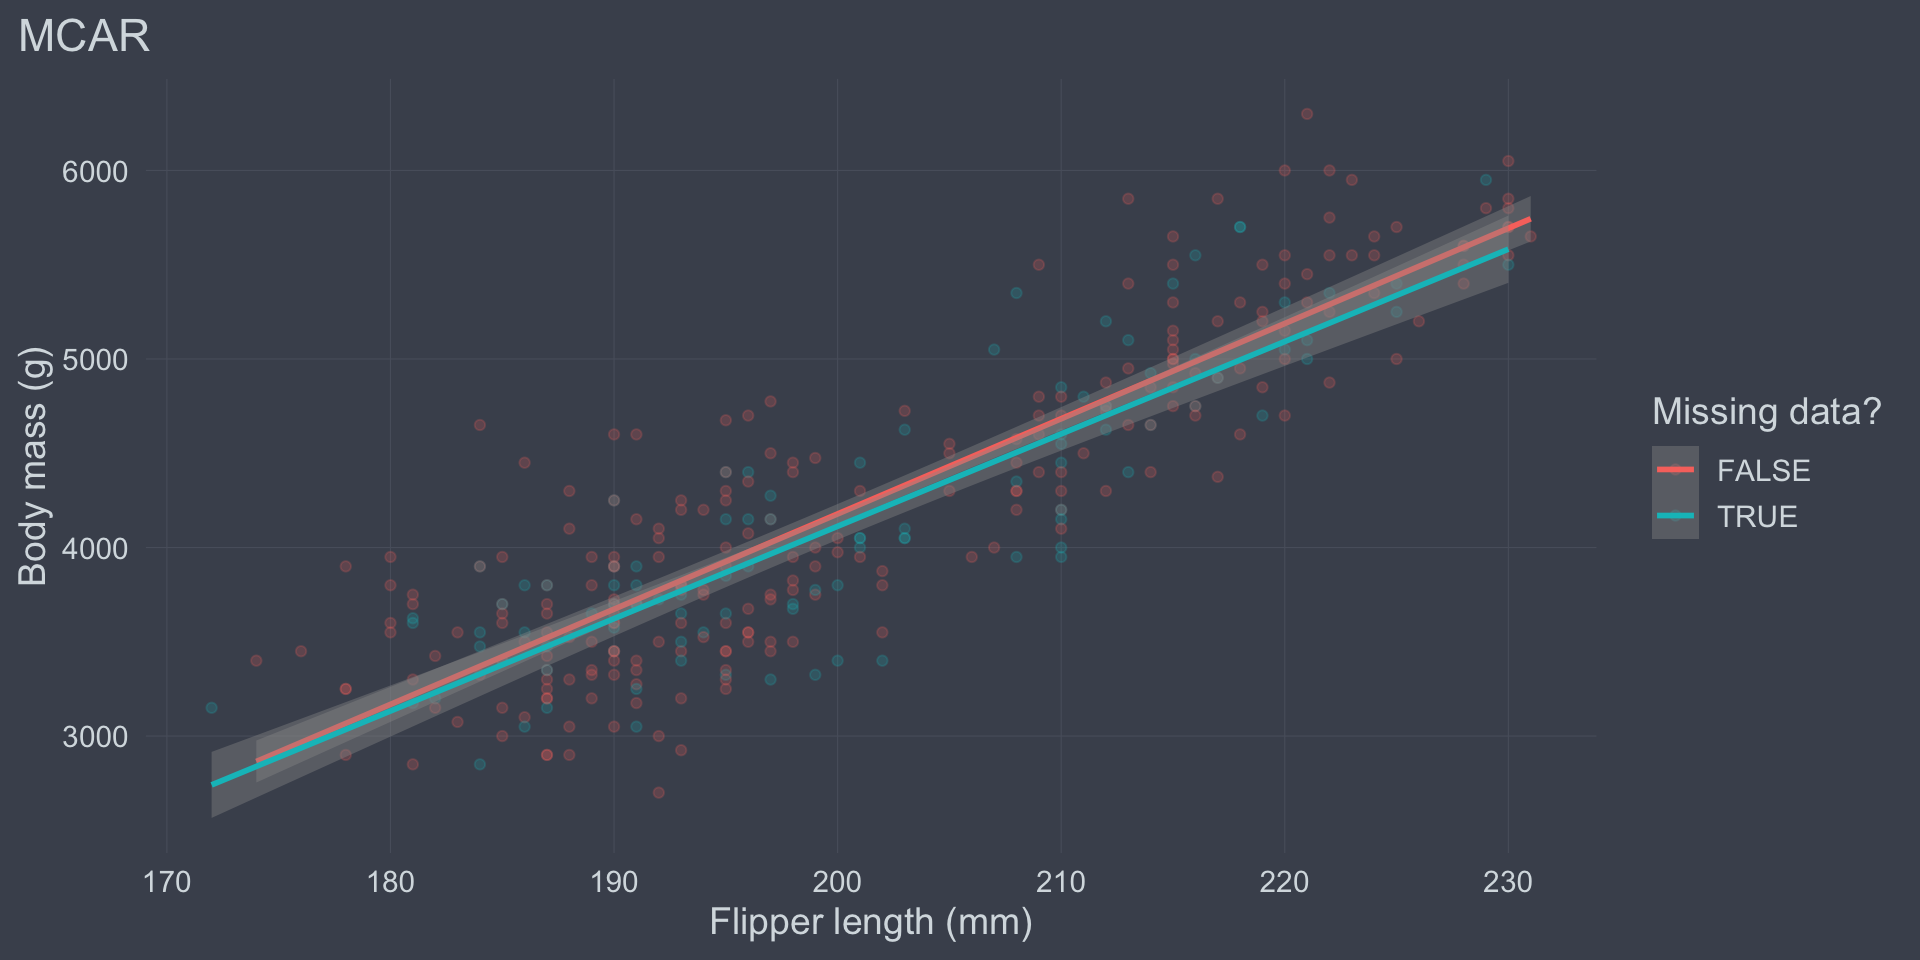 MCAR
Body mass (g)
6000
5000
4000
3000
170 180 190 200 210 220 230
Flipper length (mm)
Missing data?
FALSE
TRUE